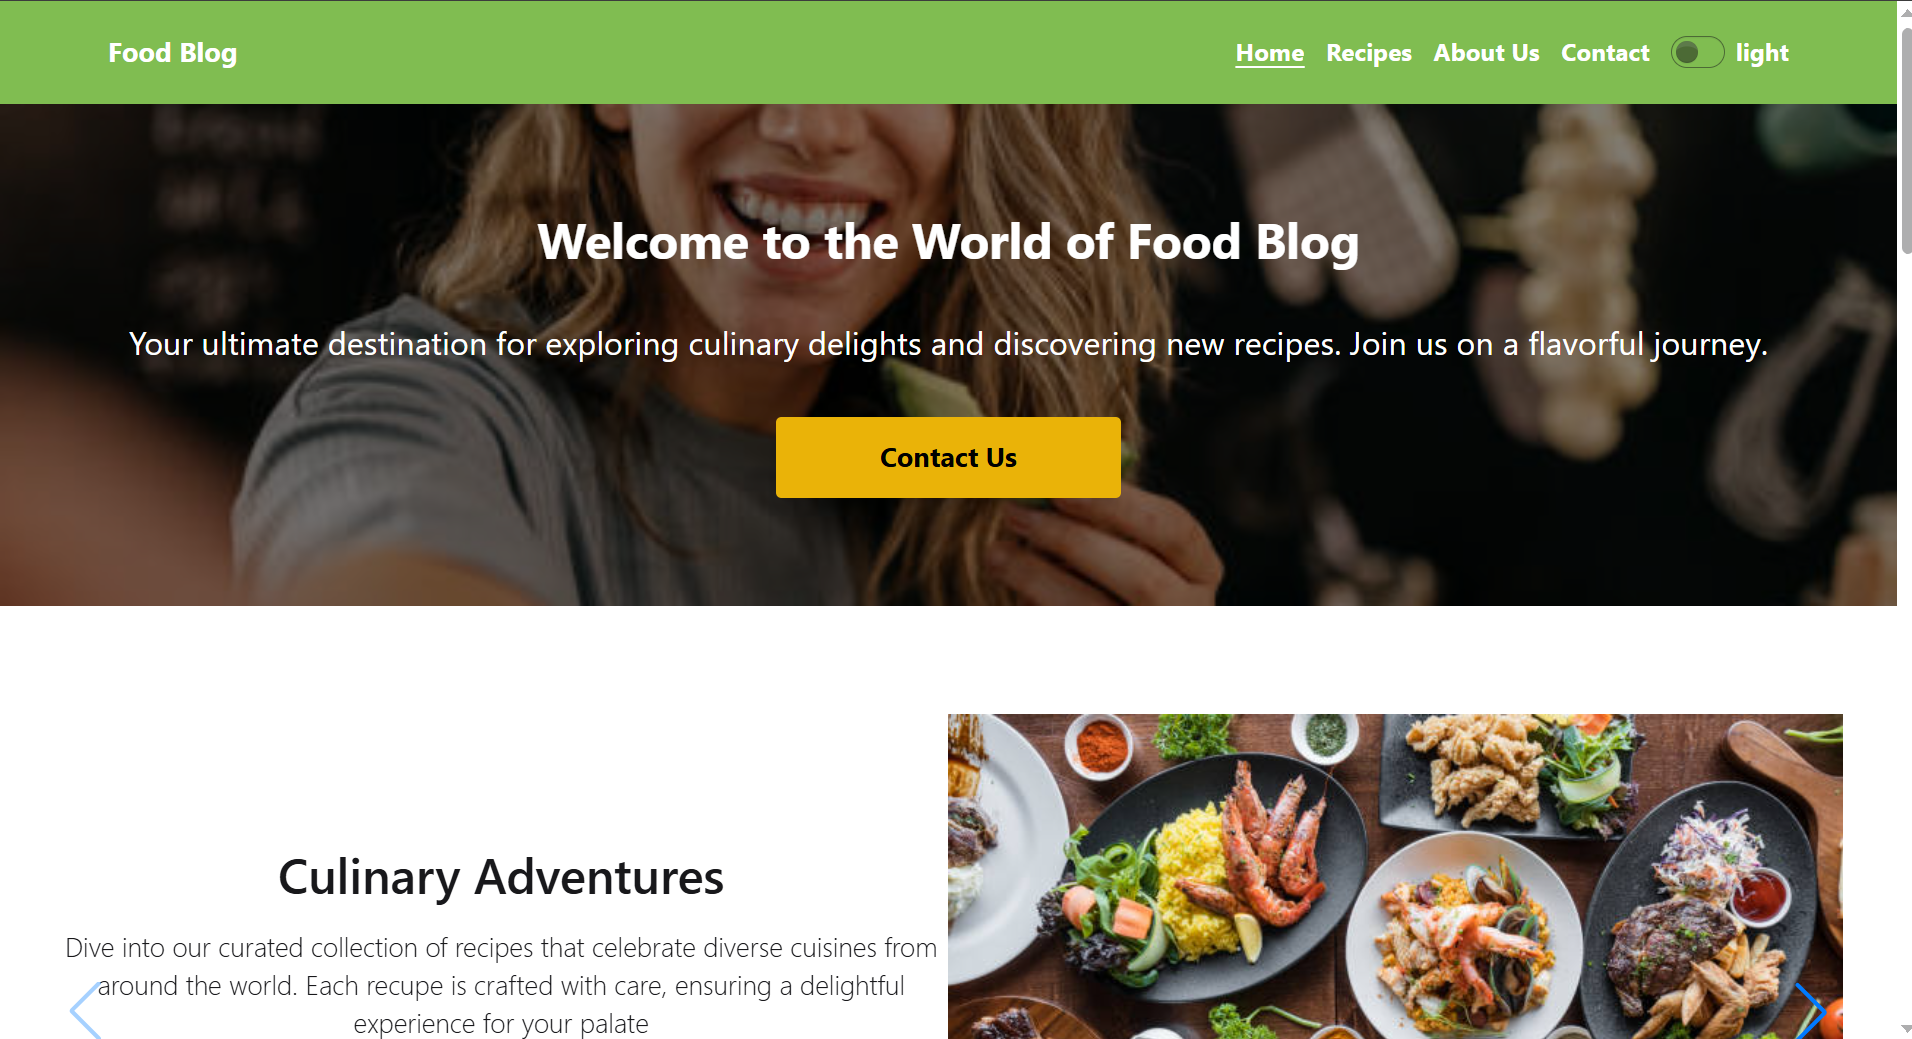 Food Blog
Home Recipes About Us Contact light
Welcome to the World of Food Blog
Your ultimate destination for exploring culinary delights and discovering new recipes. Join us on a flavorful journey.
Contact Us
Culinary Adventures
Dive into our curated collection of recipes that celebrate diverse cuisines from
around the world. Each recupe is crafted with care, ensuring a delightful
experience for your palate